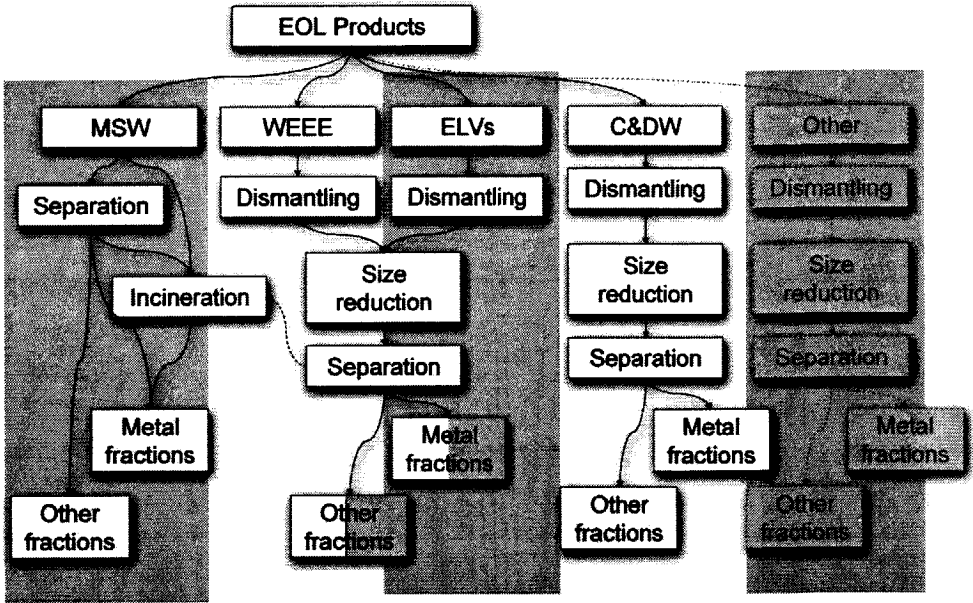 EOL Products
MSW
WEEE
ELVs
C&DW
Other
Separation
Dismantling
Dismantling
Dismantling
Dismantling
Incineration
Size
reduction
Size
reduction
Size
reduction
Separation
Separation
Separation
Metal
fractions
Metal
fractions
Metal
fractions
Metal
fractions
Other
fractions
Other
fractions
Other
fractions
Other
fractions